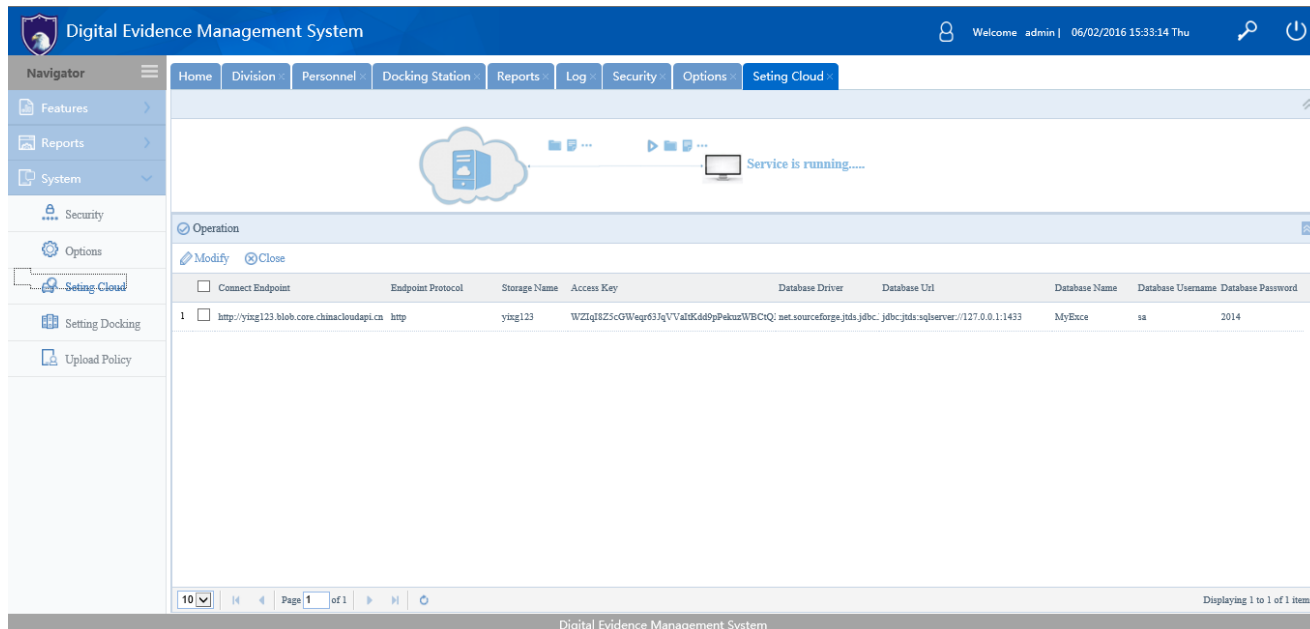 Digital Evidence Management System
Welcome admin | 06/02/2016 15:33:14 Thu
Navigator
Home Division Personnel Docking Station Reports Log Security Options Seting Cloud
Features
Reports
System
Security
Options
Seting Cloud
Setting Docking
Upload Policy
Service is running.....
Operation
Modify Close
Connect Endpoint Endpoint Protocol Storage Name Access Key Database Driver Database Url Database Name Database Username Database Password
1 http://yixg123.blob.core.chinacloudapi.cn http yixg123 net.sourceforge.jtds.jdbc. jdbc:jtds:sqlserver://127.0.0.1:1433 MyExce sa 2014
10 Page 1 of 1 Displaying 1 to 1 of 1 item
Digital Evidence Management System